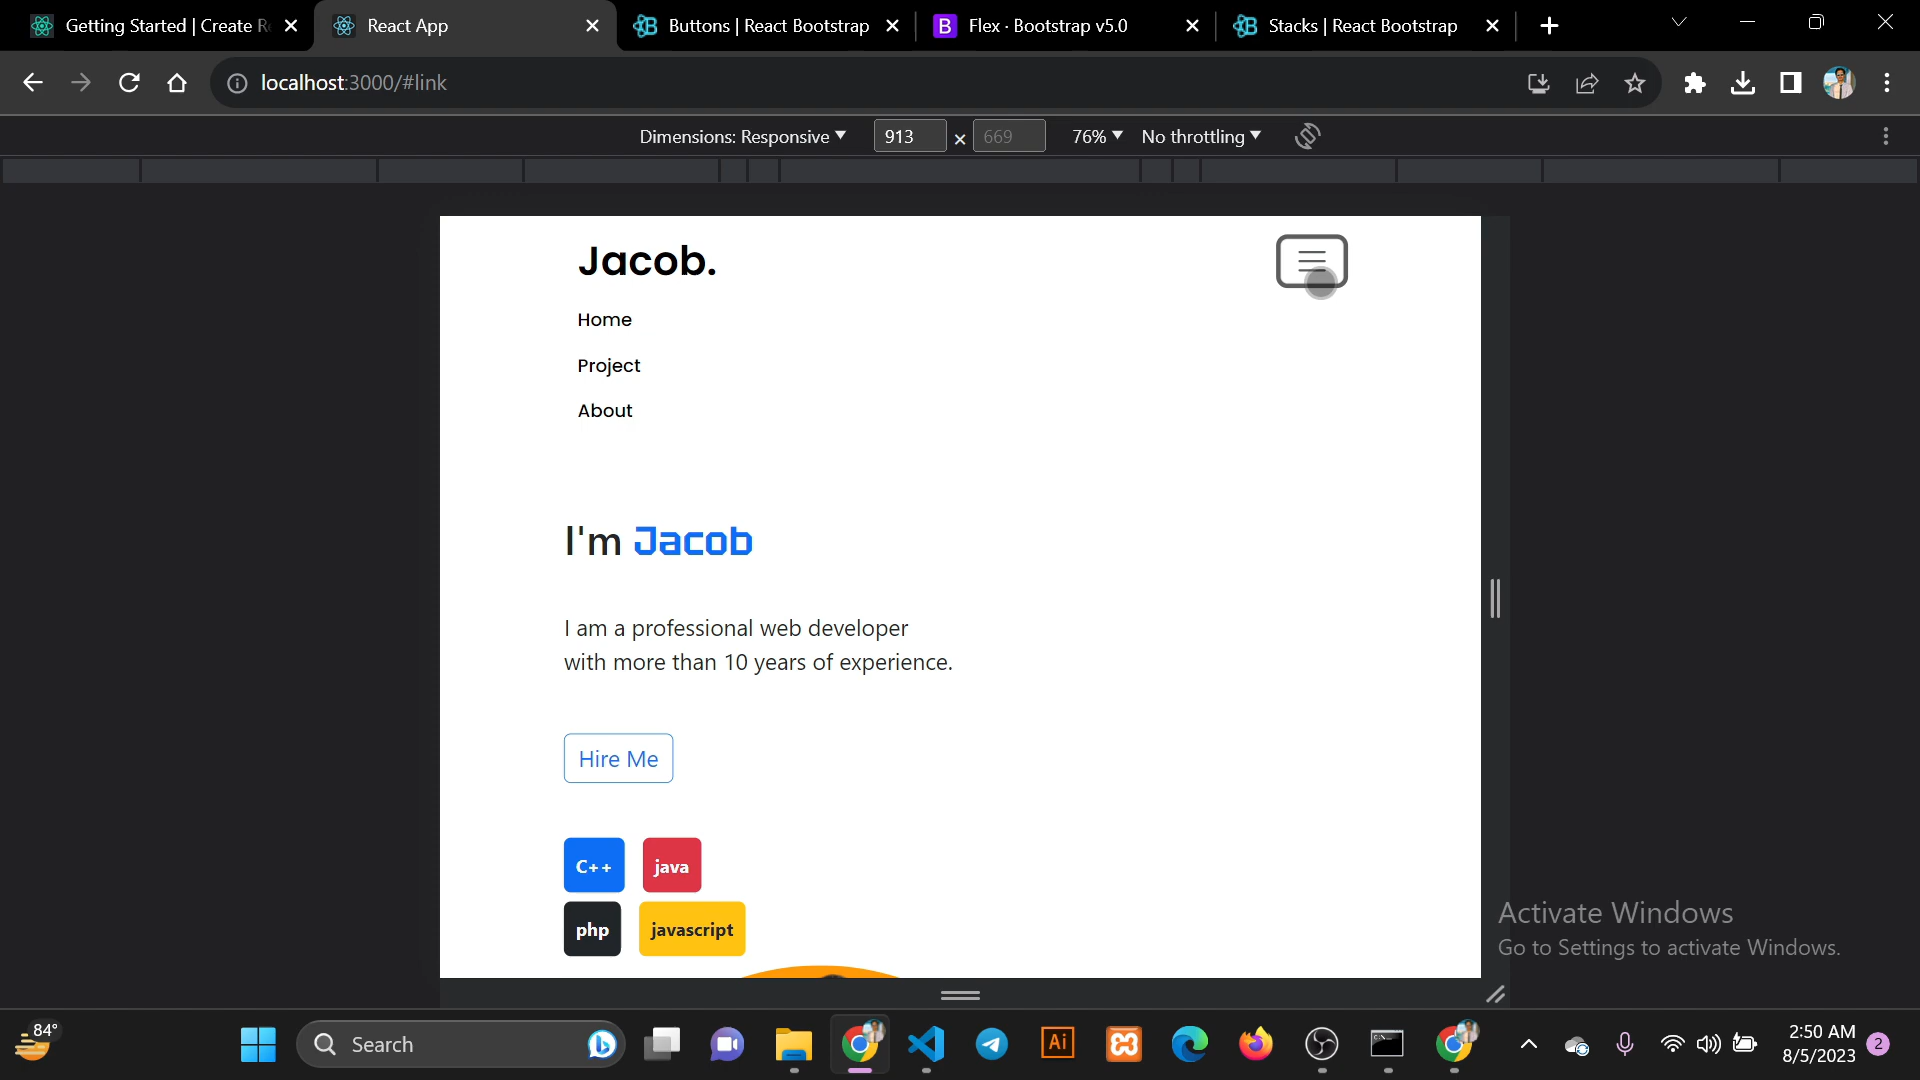 Getting Started | Create Re
React App
Buttons | React Bootstrap
Flex · Bootstrap v5.0
Stacks | React Bootstrap
localhost:3000/#link
Dimensions: Responsive
913 × 669
76%
No throttling
Jacob.
Home
Project
About
I'm Jacob
I am a professional web developer
with more than 10 years of experience.
Hire Me
C++ java
php javascript
Activate Windows
Go to Settings to activate Windows.
84°
Search
Ai
2:50 AM
8/5/2023
2